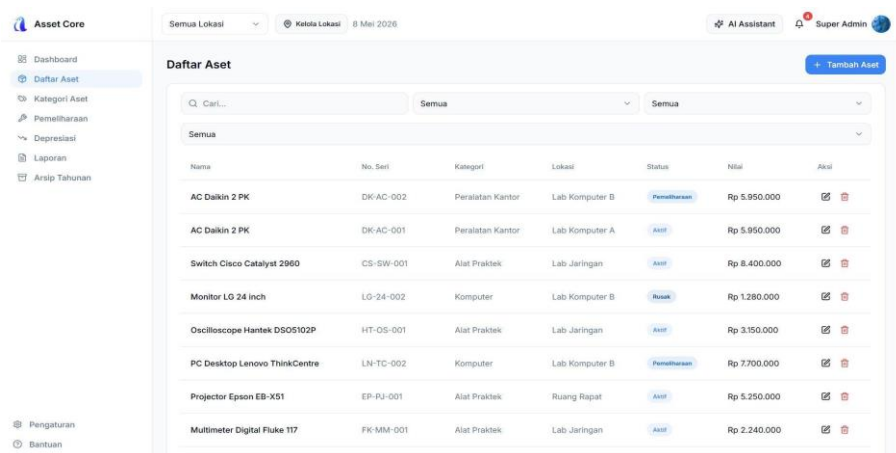 Asset Core
Semua Lokasi
Kelola Lokasi
8 Mei 2026
AI Assistant
4
Super Admin
Dashboard
Daftar Aset
Kategori Aset
Pemeliharaan
Depresiasi
Laporan
Arsip Tahunan
Pengaturan
Bantuan
Daftar Aset
+ Tambah Aset
Cari...
Semua
Semua
Semua
Nama No. Seri Kategori Lokasi Status Nilai Aksi
AC Daikin 2 PK DK-AC-002 Peralatan Kantor Lab Komputer B Pemeliharaan Rp 5.950.000
AC Daikin 2 PK DK-AC-001 Peralatan Kantor Lab Komputer A Aktif Rp 5.950.000
Switch Cisco Catalyst 2960 CS-SW-001 Alat Praktek Lab Jaringan Aktif Rp 8.400.000
Monitor LG 24 inch LG-24-002 Komputer Lab Komputer B Rusak Rp 1.280.000
Oscilloscope Hantek DSO5102P HT-OS-001 Alat Praktek Lab Jaringan Aktif Rp 3.150.000
PC Desktop Lenovo ThinkCentre LN-TC-002 Komputer Lab Komputer B Pemeliharaan Rp 7.700.000
Projector Epson EB-X51 EP-PJ-001 Alat Praktek Ruang Rapat Aktif Rp 5.250.000
Multimeter Digital Fluke 117 FK-MM-001 Alat Praktek Lab Jaringan Aktif Rp 2.240.000